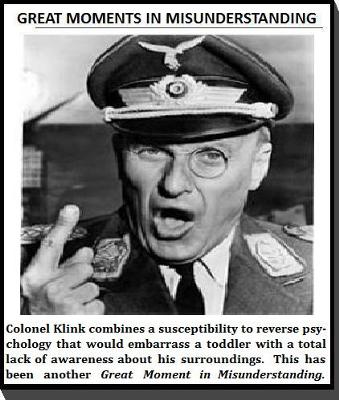 GREAT MOMENTS IN MISUNDERSTANDING
Colonel Klink combines a susceptibility to reverse psy-
chology that would embarrass a toddler with a total
lack of awareness about his surroundings. This has
been another Great Moment in Misunderstanding.